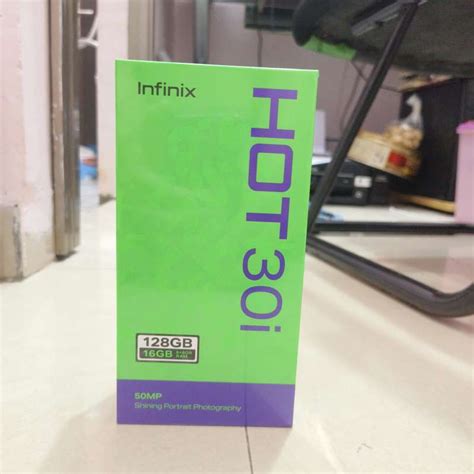 Infinix
HOT 30i
128GB
16GB
50MP
Shining Portrait Photography